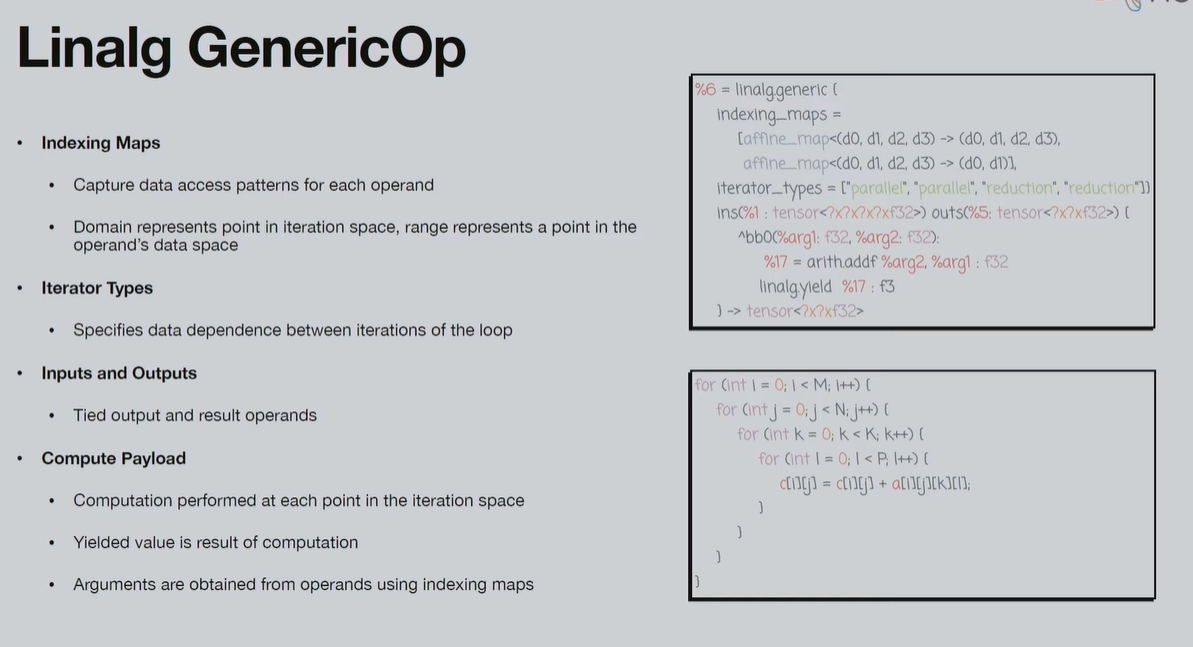 Linalg GenericOp
• Indexing Maps
• Capture data access patterns for each operand
• Domain represents point in iteration space, range represents a point in the
operand's data space
• Iterator Types
• Specifies data dependence between iterations of the loop
• Inputs and Outputs
• Tied output and result operands
• Compute Payload
• Computation performed at each point in the iteration space
• Yielded value is result of computation
• Arguments are obtained from operands using indexing maps
%6 = linalg.generic {
indexing_maps =
[affine_map<(d0, d1, d2, d3) -> (d0, d1, d2, d3),
affine_map<(d0, d1, d2, d3) -> (d0, d1)],
iterator_types = ["parallel", "parallel", "reduction", "reduction"]}
ins(%1 : tensor<?x?x?x?xf32>) outs(%5: tensor<?x?xf32>) {
^bb0(%arg1: f32, %arg2: f32):
%17 = arith.addf %arg2, %arg1 : f32
linalg.yield %17 : f3
} -> tensor<?x?xf32>
for (int i = 0; i < M; i++) {
for (int j = 0; j < N; j++) {
for (int k = 0; k < K; k++) {
for (int l = 0; l < P; l++) {
c[i][j] = c[i][j] + a[i][j][k][l];
}
}
}
}